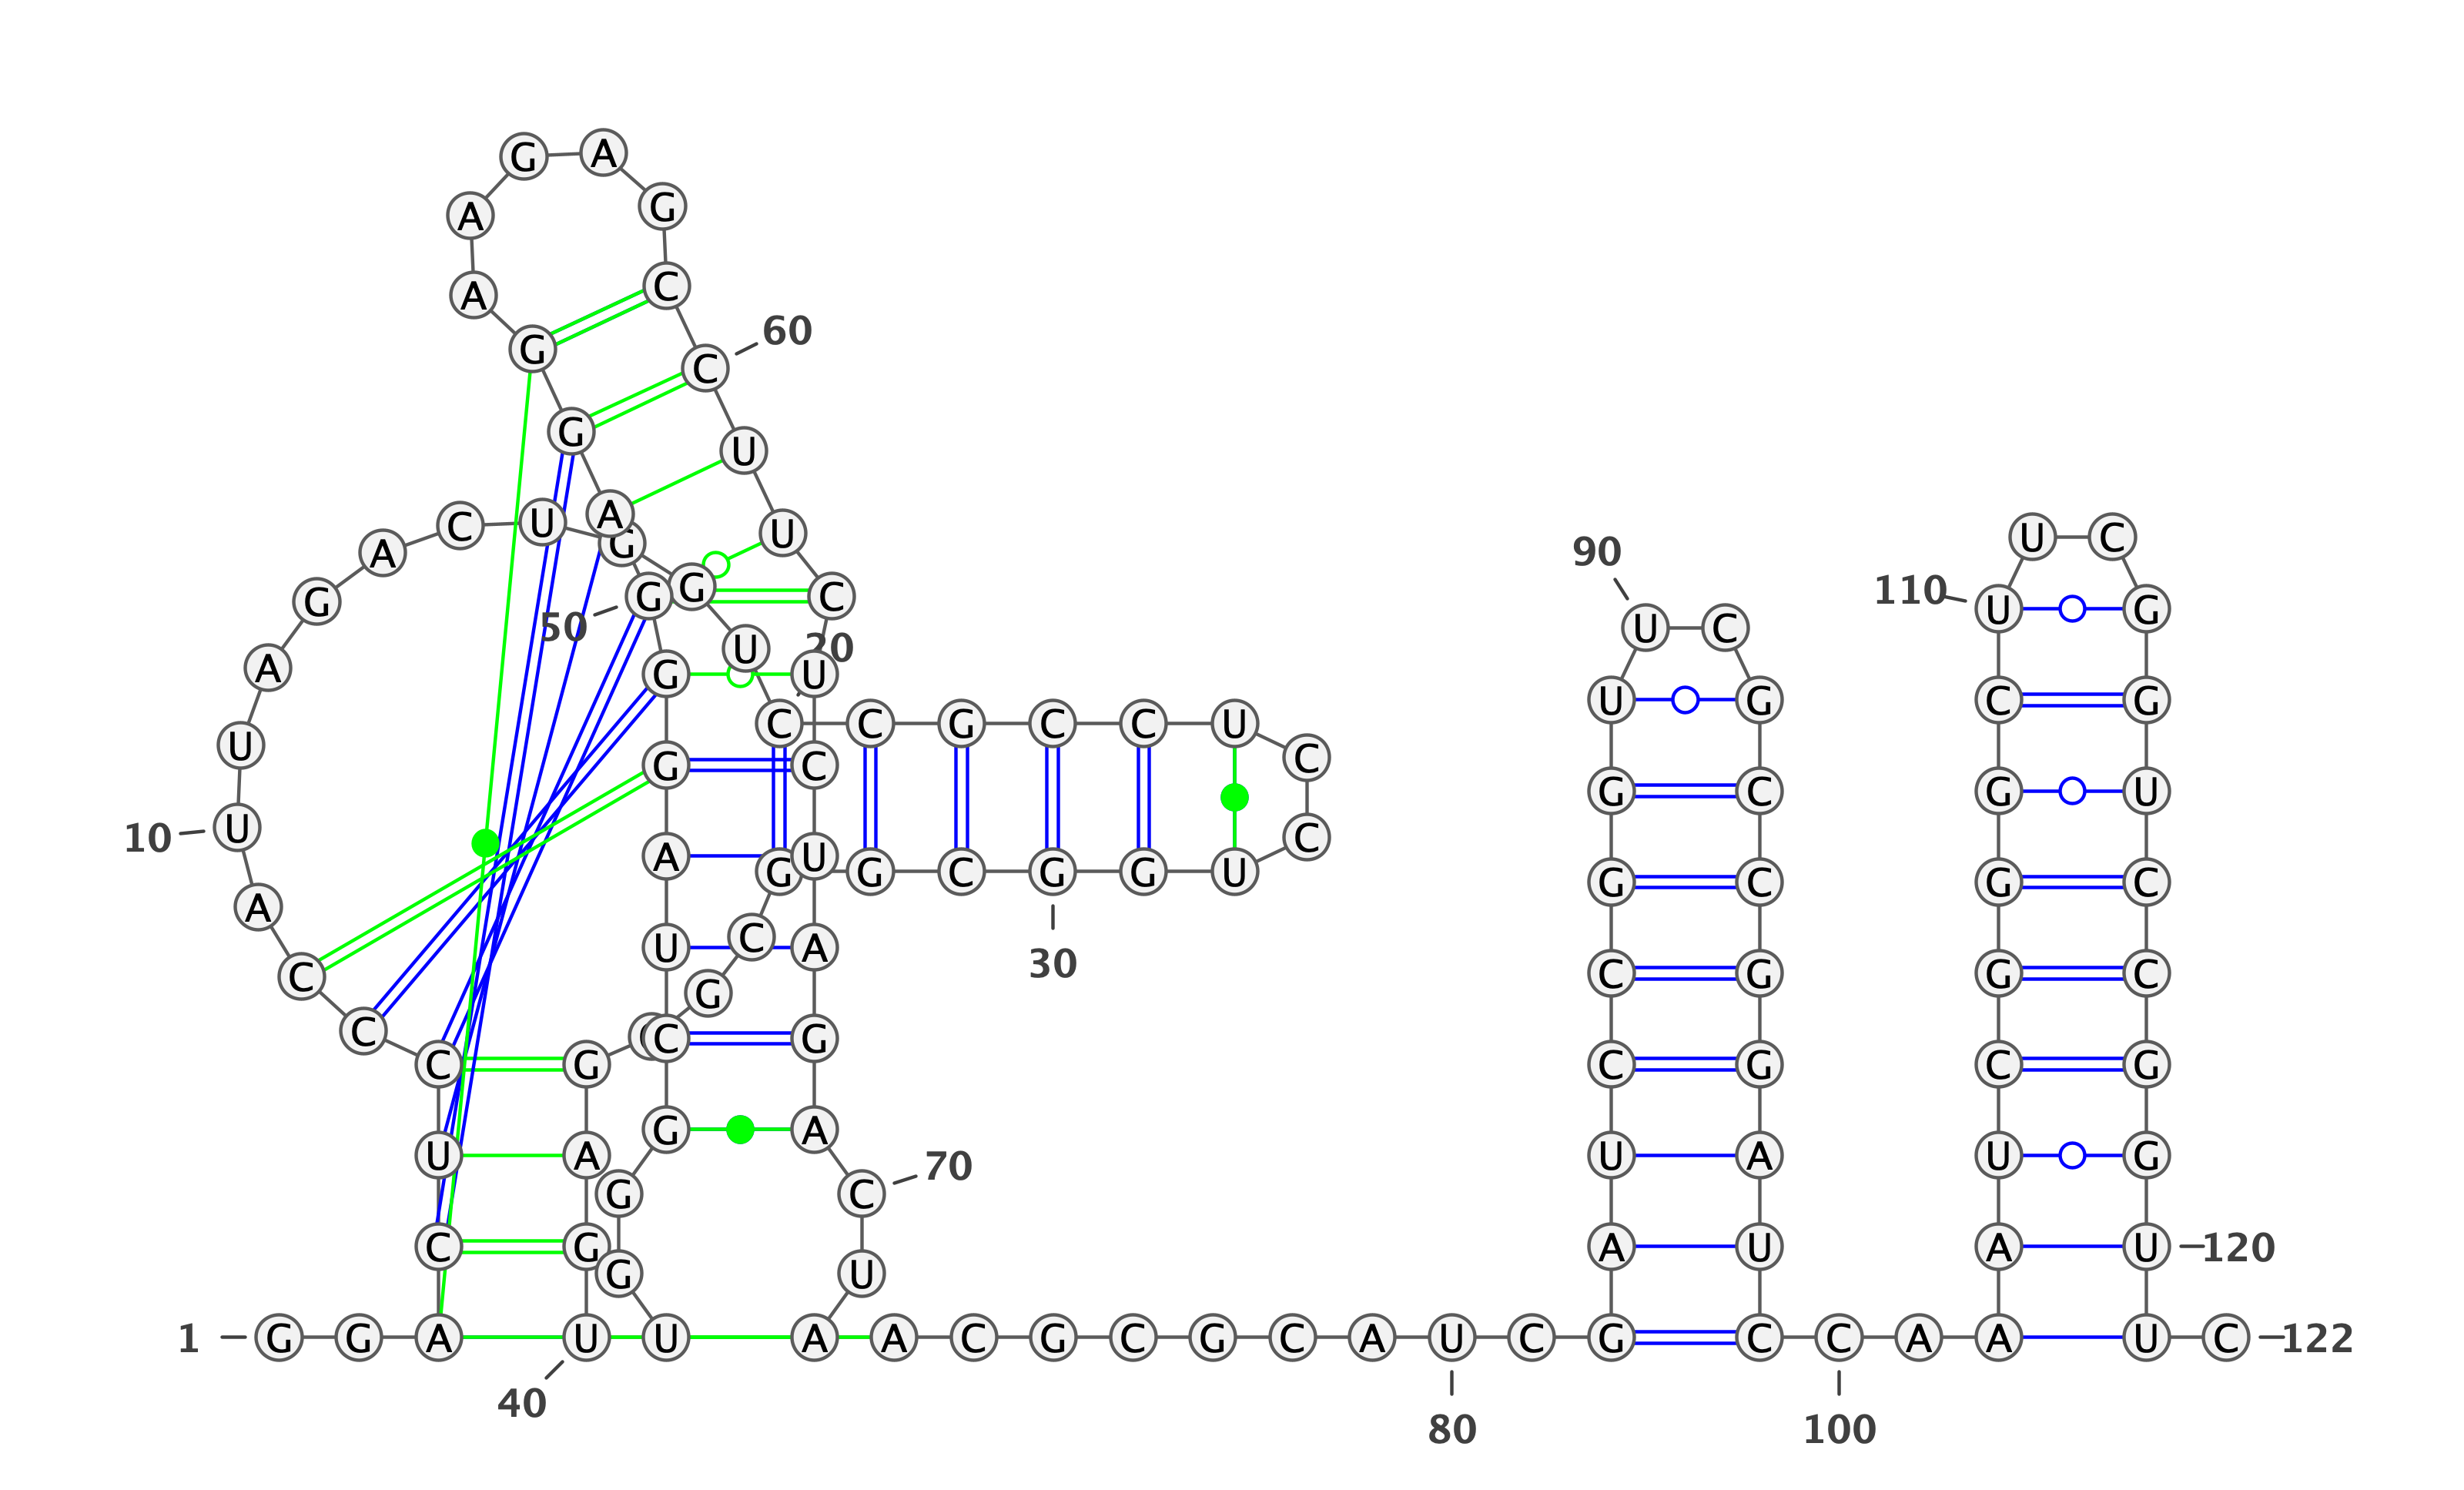 G A
A G
A C
60
G C
G U
C U A G U U C
A 90
G G G C 110 U G
50 U C
U 20
G U
C C G C C U U G C G
U G C C
G C G U
10 U C
A U G G C G G U G C G C
A U C A
30
C G C G G C
C C G
C G C G C G
G A
U A U A U G
70
G C
C G A U A U 120
G U
1 G G A U U A A C G C G C A U C G C C A A U C 122
40 80 100